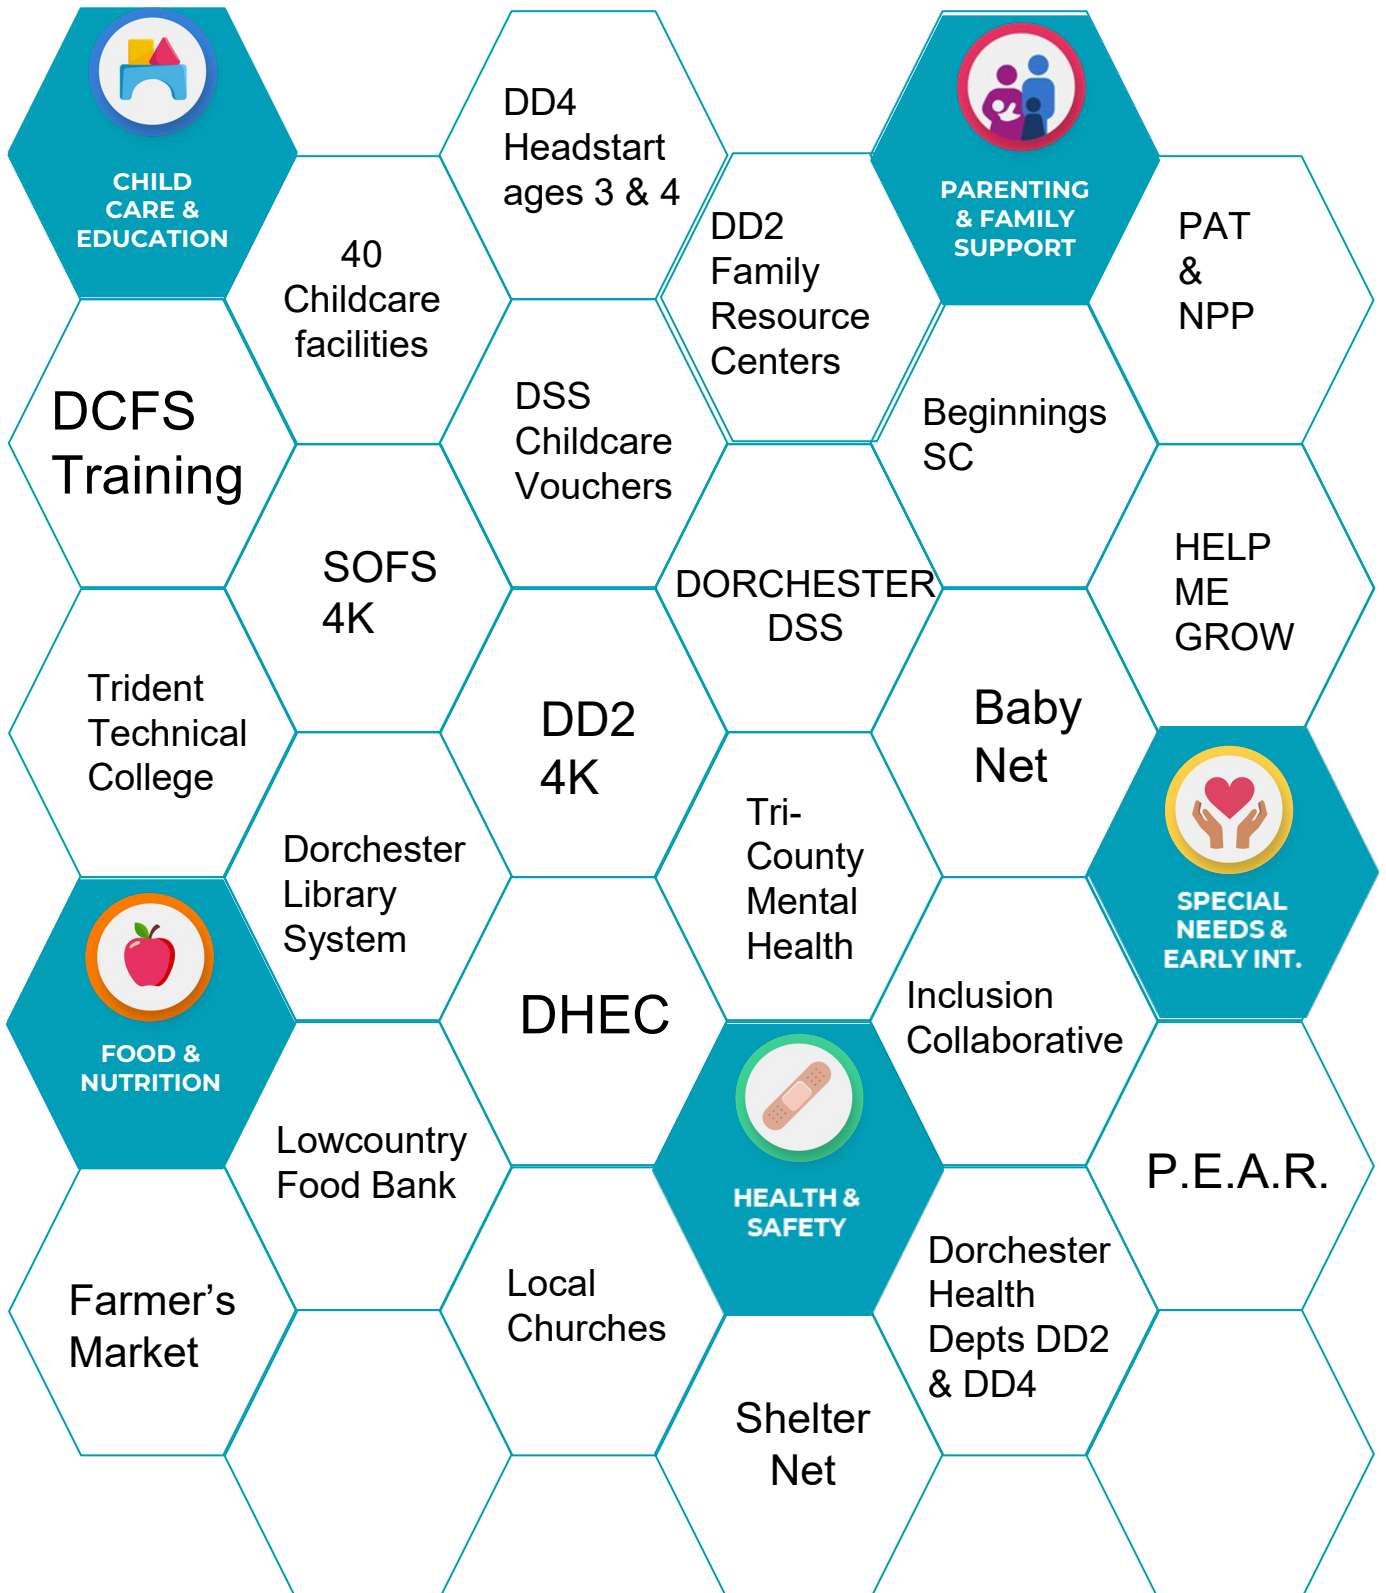 CHILD
CARE &
EDUCATION
DD4
Headstart
ages 3 & 4
PARENTING
& FAMILY
SUPPORT
40
Childcare
facilities
DD2
Family
Resource
Centers
PAT
&
NPP
DCFS
Training
DSS
Childcare
Vouchers
Beginnings
SC
SOFS
4K
DORCHESTER
DSS
HELP
ME
GROW
Trident
Technical
College
DD2
4K
Baby
Net
Dorchester
Library
System
Tri-
County
Mental
Health
SPECIAL
NEEDS &
EARLY INT.
FOOD &
NUTRITION
DHEC
Inclusion
Collaborative
Lowcountry
Food Bank
HEALTH &
SAFETY
P.E.A.R.
Farmer’s
Market
Local
Churches
Dorchester
Health
Depts DD2
& DD4
Shelter
Net